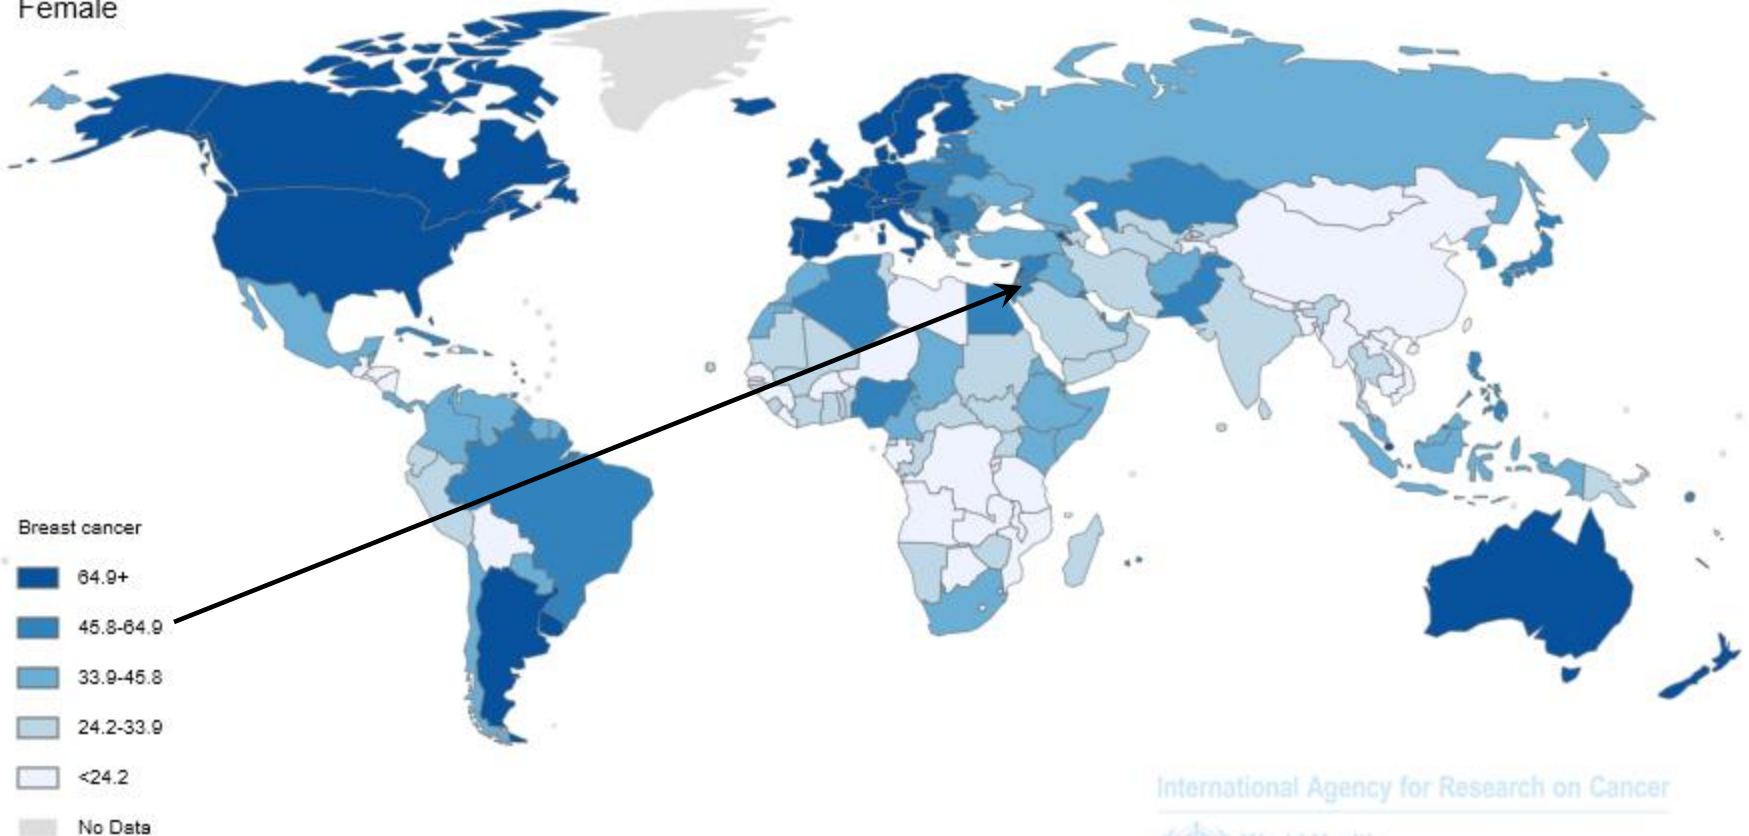 Female
Breast cancer
64.9+
45.8-64.9
33.9-45.8
24.2-33.9
<24.2
No Data
International Agency for Research on Cancer